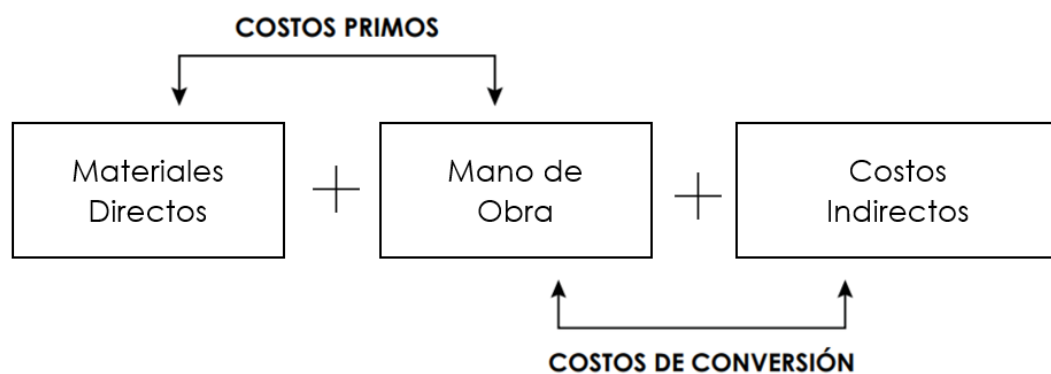 COSTOS PRIMOS
Materiales
Directos
+
Mano de
Obra
+
Costos
Indirectos
COSTOS DE CONVERSIÓN